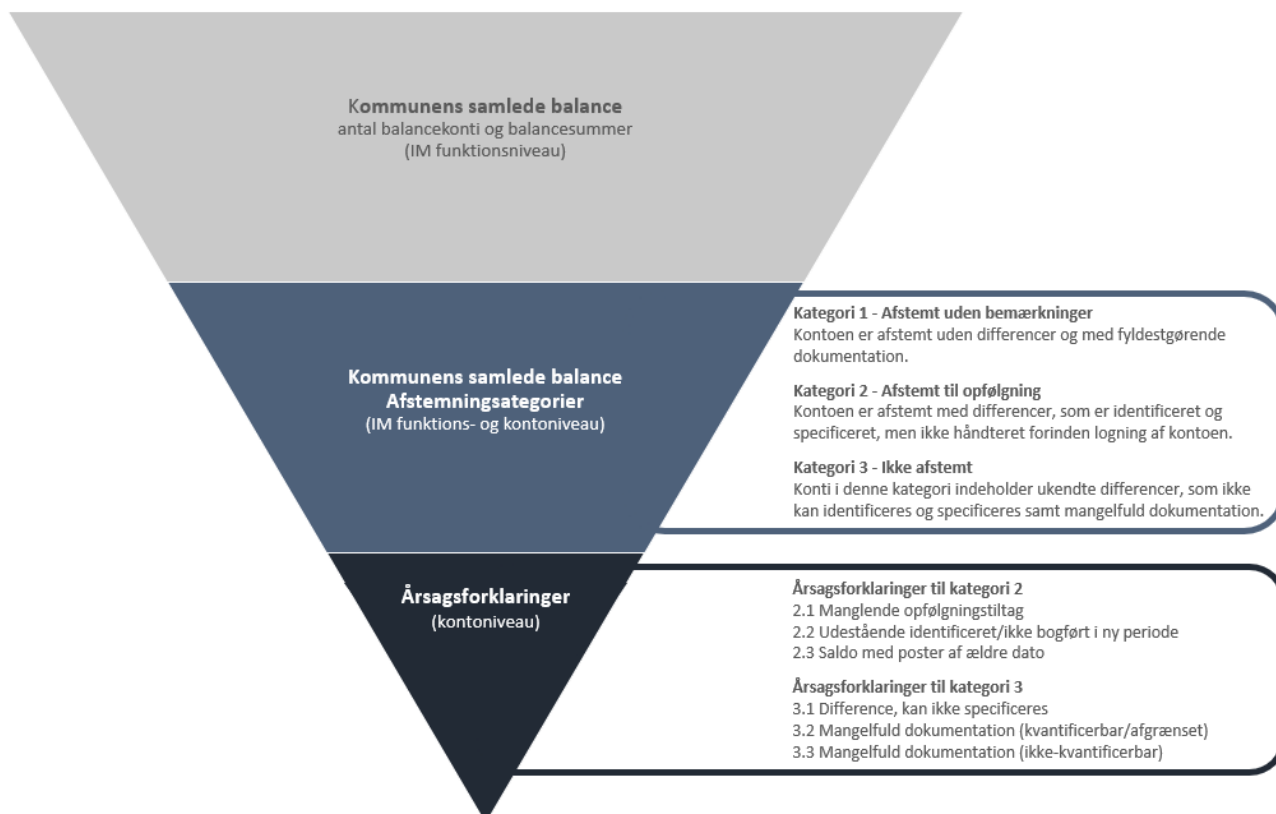 Kommunens samlede balance
antal balancekonti og balancesummer
(IM funktionsniveau)
Kommunens samlede balance
Afstemningsategorier
(IM funktions- og kontoniveau)
Kategori 1 - Afstemt uden bemærkninger
Kontoen er afstemt uden differencer og med fyldestgørende
dokumentation.
Kategori 2 - Afstemt til opfølgning
Kontoen er afstemt med differencer, som er identificeret og
specificeret, men ikke håndteret forinden logning af kontoen.
Kategori 3 - Ikke afstemt
Konti i denne kategori indeholder ukendte differencer, som ikke
kan identificeres og specificeres samt mangelfuld dokumentation.
Årsagsforklaringer
(kontoniveau)
Årsagsforklaringer til kategori 2
2.1 Manglende opfølgningstiltag
2.2 Udestående identificeret/ikke bogført i ny periode
2.3 Saldo med poster af ældre dato
Årsagsforklaringer til kategori 3
3.1 Difference, kan ikke specificeres
3.2 Mangelfuld dokumentation (kvantificerbar/afgrænset)
3.3 Mangelfuld dokumentation (ikke-kvantificerbar)